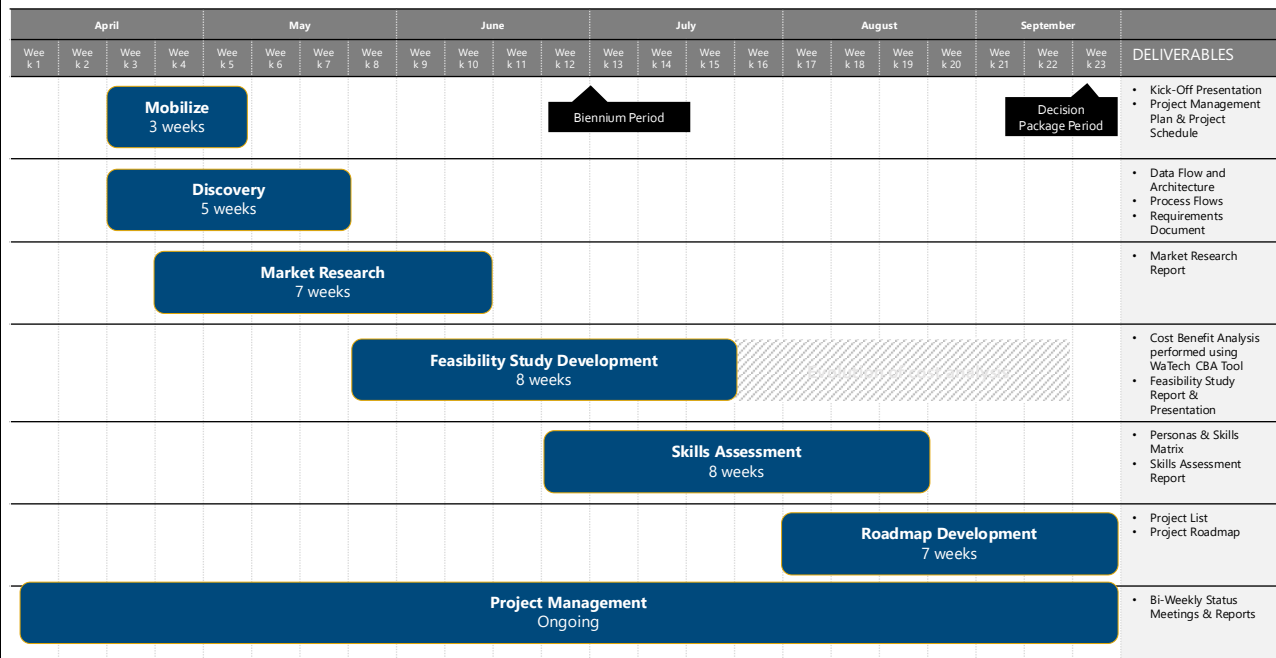 April May June July August September
Wee Wee Wee Wee Wee Wee Wee Wee Wee Wee Wee Wee Wee Wee Wee Wee Wee Wee Wee Wee Wee Wee Wee
k 1 k 2 k 3 k 4 k 5 k 6 k 7 k 8 k 9 k 10 k 11 k 12 k 13 k 14 k 15 k 16 k 17 k 18 k 19 k 20 k 21 k 22 k 23
DELIVERABLES
Mobilize
3 weeks
Biennium Period
Decision
Package Period
• Kick-Off Presentation
• Project Management
Plan & Project
Schedule
Discovery
5 weeks
• Data Flow and
Architecture
• Process Flows
• Requirements
Document
Market Research
7 weeks
• Market Research
Report
Feasibility Study Development
8 weeks
• Cost Benefit Analysis
performed using
WaTech CBA Tool
• Feasibility Study
Report &
Presentation
Skills Assessment
8 weeks
• Personas & Skills
Matrix
• Skills Assessment
Report
Roadmap Development
7 weeks
• Project List
• Project Roadmap
Project Management
Ongoing
• Bi-Weekly Status
Meetings & Reports